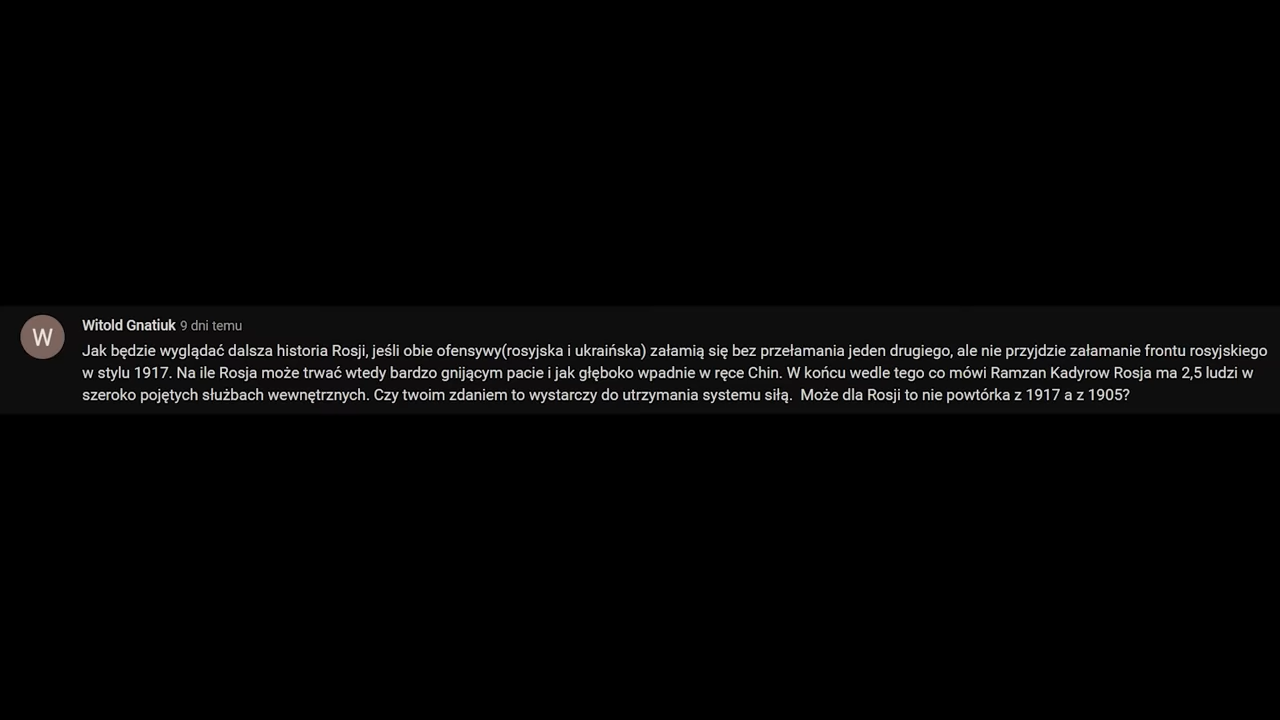 W
Witold Gnatiuk 9 dni temu
Jak będzie wyglądać dalsza historia Rosji, jeśli obie ofensywy(rosyjska i ukraińska) załamią się bez przełamania jeden drugiego, ale nie przyjdzie załamanie frontu rosyjskiego
w stylu 1917. Na ile Rosja może trwać wtedy bardzo gnijącym pacie i jak głęboko wpadnie w ręce Chin. W końcu wedle tego co mówi Ramzan Kadyrow Rosja ma 2,5 ludzi w
szeroko pojętych służbach wewnętrznych. Czy twoim zdaniem to wystarczy do utrzymania systemu siłą.  Może dla Rosji to nie powtórka z 1917 a z 1905?